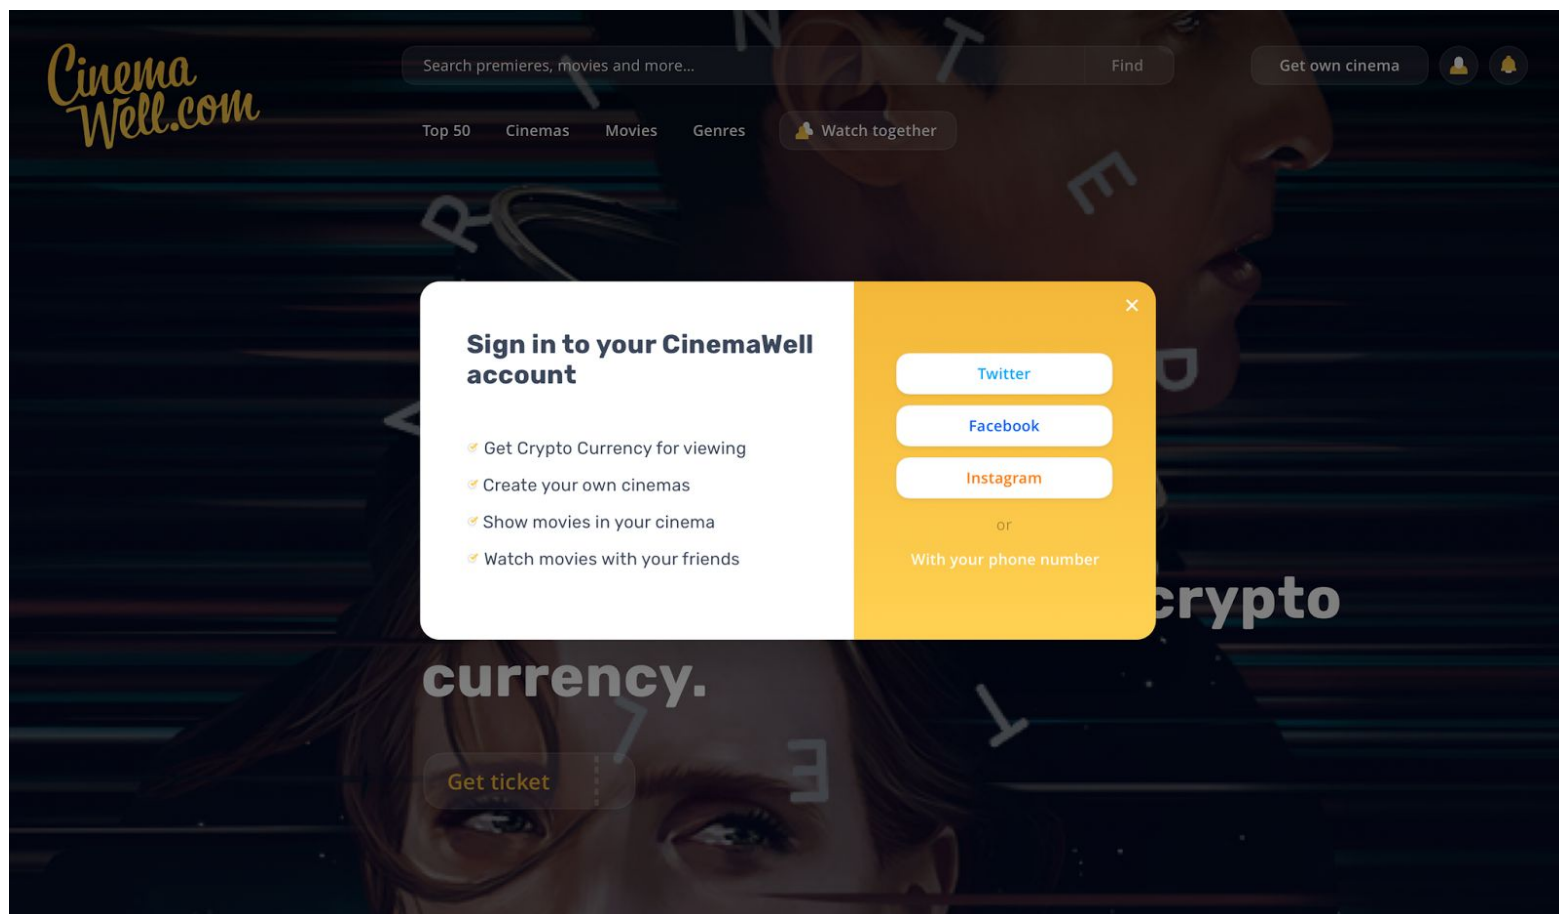 Cinema
Well.com
Search premieres, movies and more...
Find
Get own cinema
Top 50
Cinemas
Movies
Genres
Watch together
N
T
I
E
R
D
Sign in to your CinemaWell
account
Get Crypto Currency for viewing
Create your own cinemas
Show movies in your cinema
Watch movies with your friends
Twitter
Facebook
Instagram
or
With your phone number
crypto
currency.
T
E
Get ticket